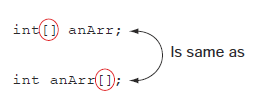 int[] anArr;
Is same as
int anArr[];